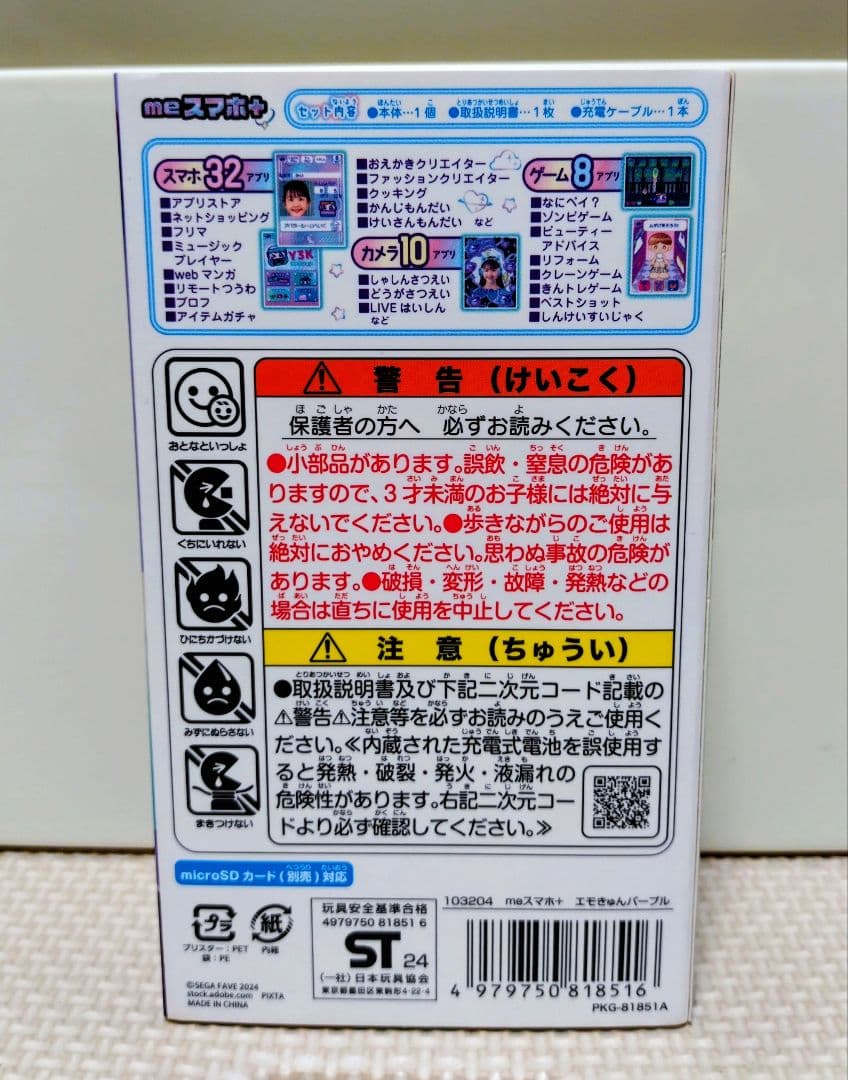 meスマホ+
セット内容 ●本体…1個 ●取扱説明書…1枚 ●充電ケーブル…1本
スマホ32アプリ
■アプリストア
■ネットショッピング
■フリマ
■ミュージック
プレイヤー
■webマンガ
■リモートつうわ
■プロフ
■アイテムガチャ
■おえかきクリエイター
■ファッションクリエイター
■クッキング
■かんじもんだい
■けいさんもんだい など
カメラ10アプリ
■しゃしんさつえい
■どうがさつえい
■LIVEはいしん
など
ゲーム8アプリ
■なにペイ?
■ゾンビゲーム
■ビューティー
アドバイス
■リフォーム
■クレーンゲーム
■きんトレゲーム
■ベストショット
■しんけいすいじゃく
Y3K
おとなといっしょ
くちにいれない
ひにちかづけない
みずにぬらさない
まきつけない
警告(けいこく)
保護者の方へ 必ずお読みください。
●小部品があります。誤飲・窒息の危険があ
りますので、3才未満のお子様には絶対に与
えないでください。●歩きながらのご使用は
絶対におやめください。思わぬ事故の危険が
あります。●破損・変形・故障・発熱などの
場合は直ちに使用を中止してください。
注意(ちゅうい)
●取扱説明書及び下記二次元コード記載の
⚠警告⚠注意等を必ずお読みのうえご使用く
ださい。≪内蔵された充電式電池を誤使用す
ると発熱・破裂・発火・液漏れの
危険性があります。右記二次元コー
ドより必ず確認してください。≫
microSDカード(別売)対応
プラ
ブリスター:PET
袋:PE
紙
内箱
©SEGA FAVE 2024
stock.adobe.com PIXTA
MADE IN CHINA
玩具安全基準合格
4979750 81851 6
ST 24
(一社)日本玩具協会
東京都墨田区東駒形4-22-4
103204 meスマホ+ エモきゅんパープル
4 979750 818516
PKG-81851A